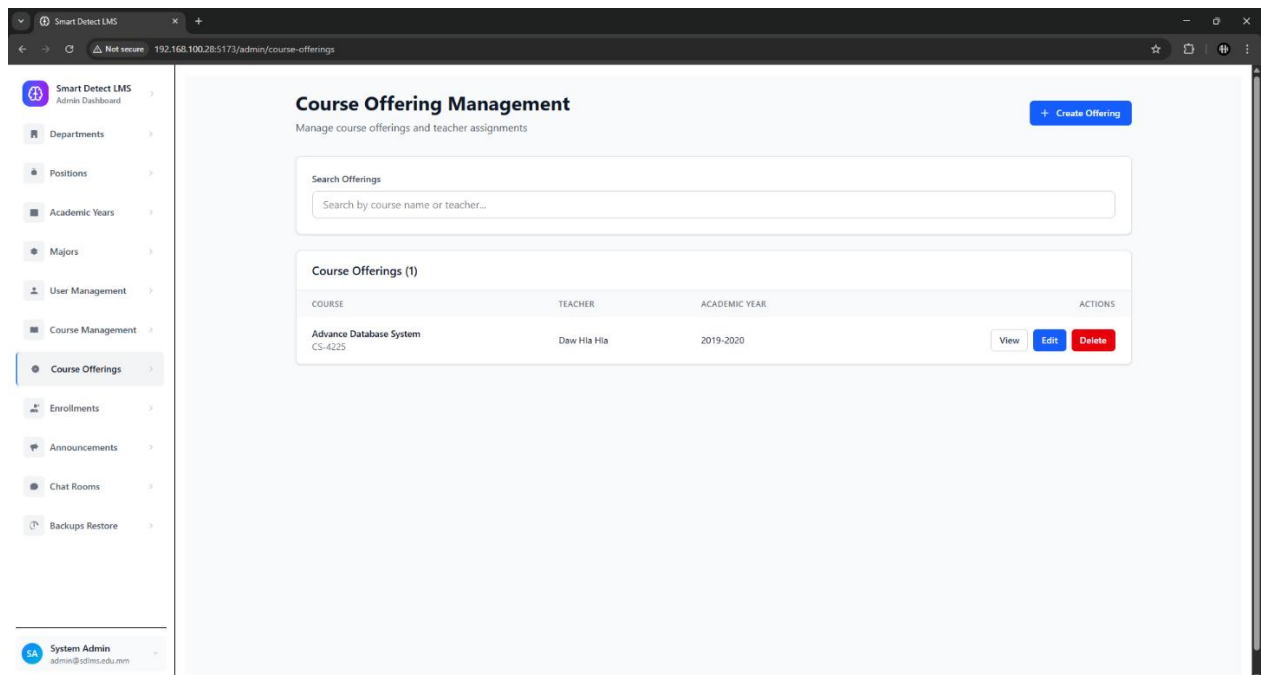 Smart Detect LMS
Not secure 192.168.100.28:5173/admin/course-offerings
Smart Detect LMS
Admin Dashboard
Departments
Positions
Academic Years
Majors
User Management
Course Management
Course Offerings
Enrollments
Announcements
Chat Rooms
Backups Restore
SA
System Admin
admin@sdlms.edu.mm
Course Offering Management
Manage course offerings and teacher assignments
+ Create Offering
Search Offerings
Search by course name or teacher...
Course Offerings (1)
COURSE TEACHER ACADEMIC YEAR ACTIONS
Advance Database System Daw Hla Hla 2019-2020 View Edit Delete
CS-4225